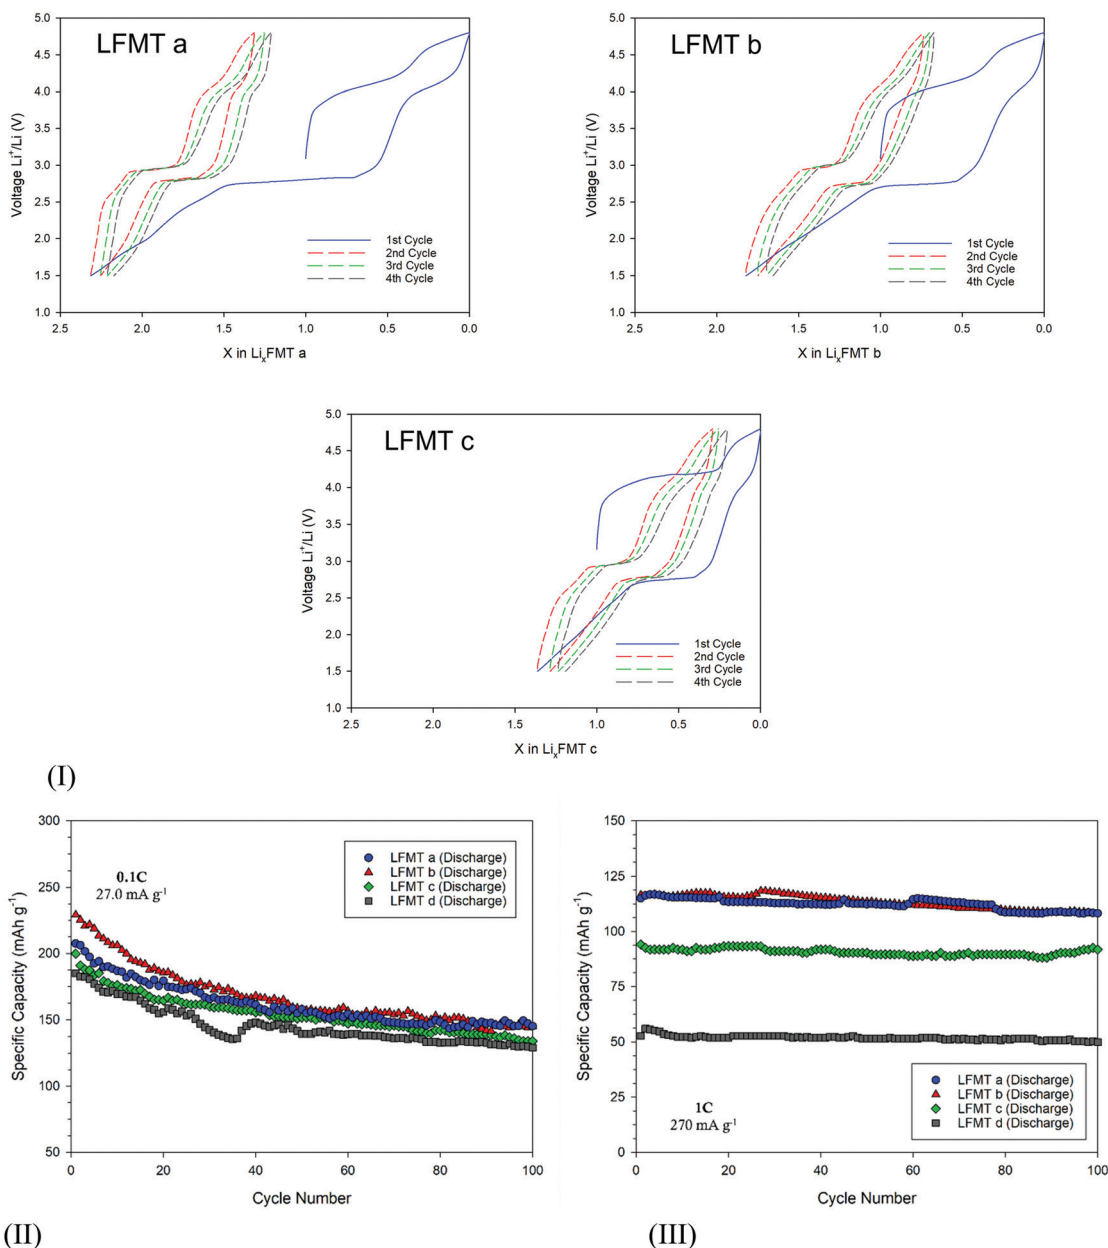 LFMT a
Voltage Li⁺/Li (V)
5.0
4.5
4.0
3.5
3.0
2.5
2.0
1.5
1.0
1st Cycle
2nd Cycle
3rd Cycle
4th Cycle
2.5 2.0 1.5 1.0 0.5 0.0
X in LiₓFMT a
LFMT b
Voltage Li⁺/Li (V)
5.0
4.5
4.0
3.5
3.0
2.5
2.0
1.5
1.0
1st Cycle
2nd Cycle
3rd Cycle
4th Cycle
2.5 2.0 1.5 1.0 0.5 0.0
X in LiₓFMT b
LFMT c
Voltage Li⁺/Li (V)
5.0
4.5
4.0
3.5
3.0
2.5
2.0
1.5
1.0
1st Cycle
2nd Cycle
3rd Cycle
4th Cycle
2.5 2.0 1.5 1.0 0.5 0.0
X in LiₓFMT c
(I)
Specific Capacity (mAh g⁻¹)
300
250
200
150
100
50
0.1C
27.0 mA g⁻¹
LFMT a (Discharge)
LFMT b (Discharge)
LFMT c (Discharge)
LFMT d (Discharge)
0 20 40 60 80 100
Cycle Number
(II)
Specific Capacity (mAh g⁻¹)
150
125
100
75
50
25
0
1C
270 mA g⁻¹
LFMT a (Discharge)
LFMT b (Discharge)
LFMT c (Discharge)
LFMT d (Discharge)
0 20 40 60 80 100
Cycle Number
(III)